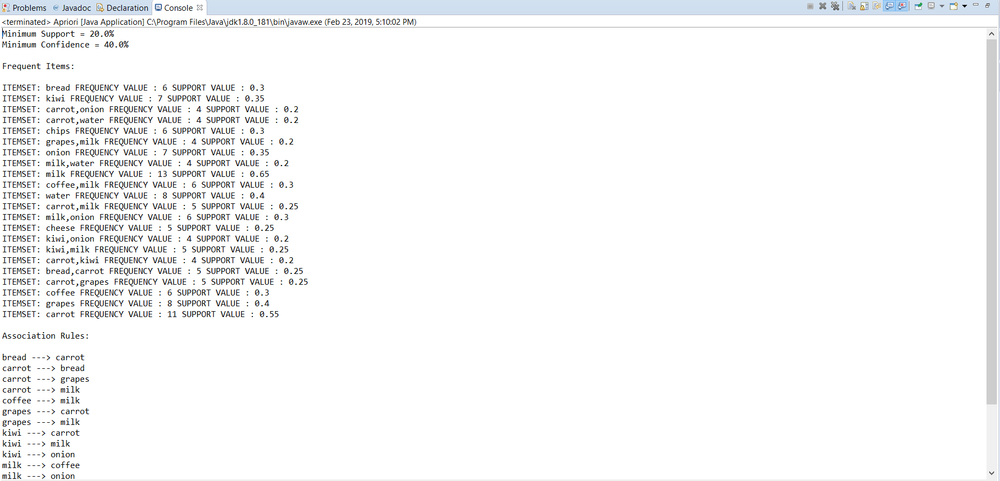 Problems @ Javadoc Declaration Console
<terminated> Apriori [Java Application] C:\Program Files\Java\jdk1.8.0_181\bin\javaw.exe (Feb 23, 2019, 5:10:02 PM)
Minimum Support = 20.0%
Minimum Confidence = 40.0%
Frequent Items:
ITEMSET: bread FREQUENCY VALUE : 6 SUPPORT VALUE : 0.3
ITEMSET: kiwi FREQUENCY VALUE : 7 SUPPORT VALUE : 0.35
ITEMSET: carrot,onion FREQUENCY VALUE : 4 SUPPORT VALUE : 0.2
ITEMSET: carrot,water FREQUENCY VALUE : 4 SUPPORT VALUE : 0.2
ITEMSET: chips FREQUENCY VALUE : 6 SUPPORT VALUE : 0.3
ITEMSET: grapes,milk FREQUENCY VALUE : 4 SUPPORT VALUE : 0.2
ITEMSET: onion FREQUENCY VALUE : 7 SUPPORT VALUE : 0.35
ITEMSET: milk,water FREQUENCY VALUE : 4 SUPPORT VALUE : 0.2
ITEMSET: milk FREQUENCY VALUE : 13 SUPPORT VALUE : 0.65
ITEMSET: coffee,milk FREQUENCY VALUE : 6 SUPPORT VALUE : 0.3
ITEMSET: water FREQUENCY VALUE : 8 SUPPORT VALUE : 0.4
ITEMSET: carrot,milk FREQUENCY VALUE : 5 SUPPORT VALUE : 0.25
ITEMSET: milk,onion FREQUENCY VALUE : 6 SUPPORT VALUE : 0.3
ITEMSET: cheese FREQUENCY VALUE : 5 SUPPORT VALUE : 0.25
ITEMSET: kiwi,onion FREQUENCY VALUE : 4 SUPPORT VALUE : 0.2
ITEMSET: kiwi,milk FREQUENCY VALUE : 5 SUPPORT VALUE : 0.25
ITEMSET: carrot,kiwi FREQUENCY VALUE : 4 SUPPORT VALUE : 0.2
ITEMSET: bread,carrot FREQUENCY VALUE : 5 SUPPORT VALUE : 0.25
ITEMSET: carrot,grapes FREQUENCY VALUE : 5 SUPPORT VALUE : 0.25
ITEMSET: coffee FREQUENCY VALUE : 6 SUPPORT VALUE : 0.3
ITEMSET: grapes FREQUENCY VALUE : 8 SUPPORT VALUE : 0.4
ITEMSET: carrot FREQUENCY VALUE : 11 SUPPORT VALUE : 0.55
Association Rules:
bread ---> carrot
carrot ---> bread
carrot ---> grapes
carrot ---> milk
coffee ---> milk
grapes ---> carrot
grapes ---> milk
kiwi ---> carrot
kiwi ---> milk
kiwi ---> onion
milk ---> coffee
milk ---> onion